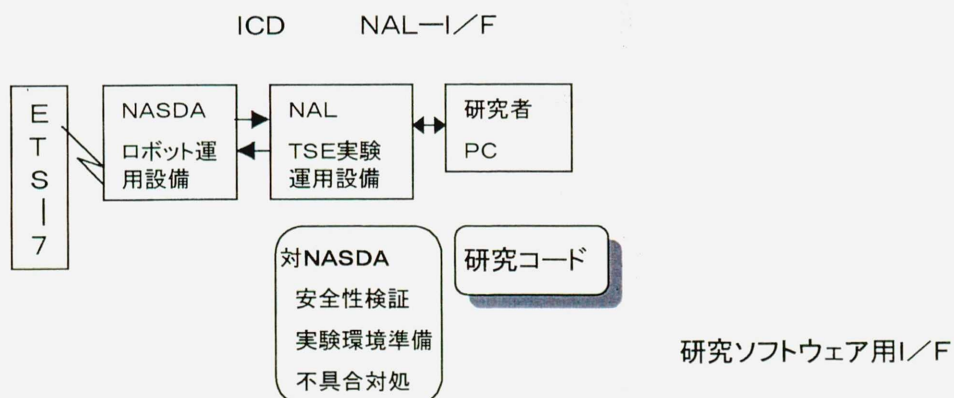 ICD NAL—I／F
ETS|7
NASDA
ロボット運
用設備
NAL
TSE実験
運用設備
研究者
PC
対NASDA
安全性検証
実験環境準備
不具合対処
研究コード
研究ソフトウェア用I／F